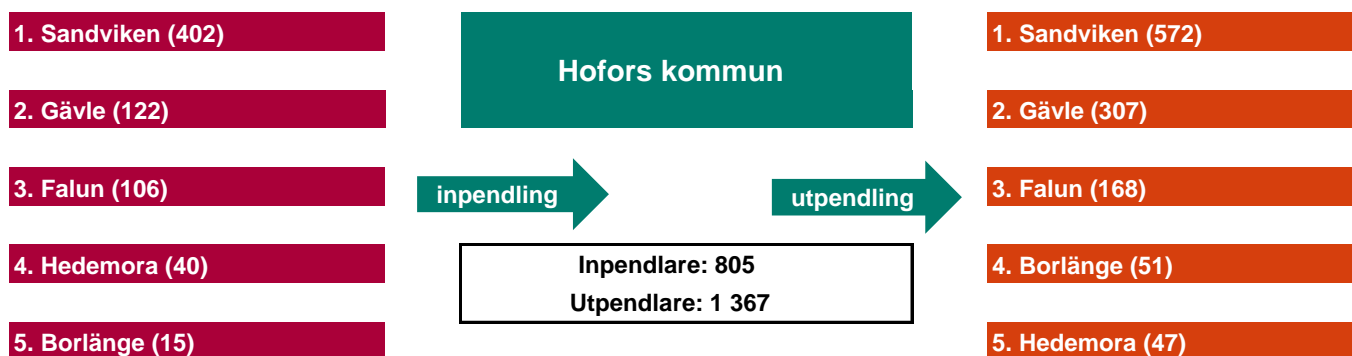 1. Sandviken (402)
2. Gävle (122)
3. Falun (106)
4. Hedemora (40)
5. Borlänge (15)
Hofors kommun
inpendling
utpendling
Inpendlare: 805
Utpendlare: 1 367
1. Sandviken (572)
2. Gävle (307)
3. Falun (168)
4. Borlänge (51)
5. Hedemora (47)